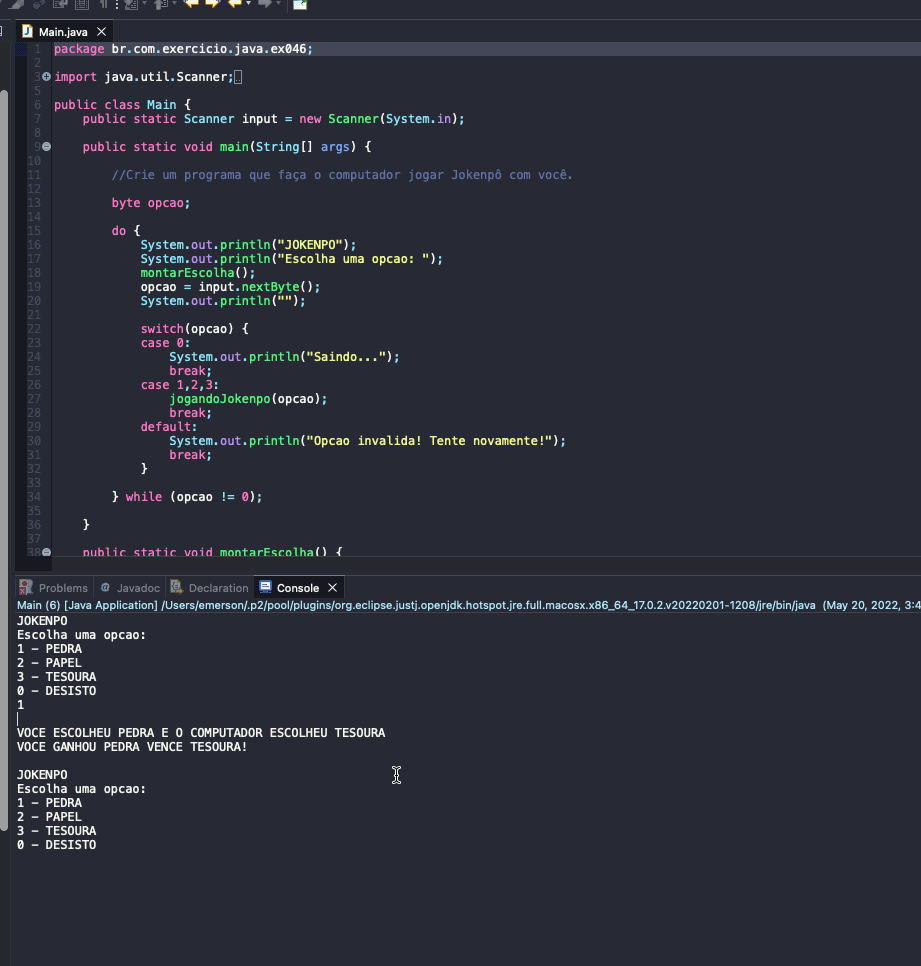 Main.java
1 package br.com.exercicio.java.ex046;
2
3 import java.util.Scanner;
5
6 public class Main {
7 public static Scanner input = new Scanner(System.in);
8
9 public static void main(String[] args) {
10
11 //Crie um programa que faça o computador jogar Jokenpô com você.
12
13 byte opcao;
14
15 do {
16 System.out.println("JOKENPO");
17 System.out.println("Escolha uma opcao: ");
18 montarEscolha();
19 opcao = input.nextByte();
20 System.out.println("");
21
22 switch(opcao) {
23 case 0:
24 System.out.println("Saindo...");
25 break;
26 case 1,2,3:
27 jogandoJokenpo(opcao);
28 break;
29 default:
30 System.out.println("Opcao invalida! Tente novamente!");
31 break;
32 }
33
34 } while (opcao != 0);
35
36 }
37
38 public static void montarEscolha() {
Problems Javadoc Declaration Console
Main (6) [Java Application] /Users/emerson/.p2/pool/plugins/org.eclipse.justj.openjdk.hotspot.jre.full.macosx.x86_64_17.0.2.v20220201-1208/jre/bin/java (May 20, 2022, 3:4
JOKENPO
Escolha uma opcao:
1 – PEDRA
2 – PAPEL
3 – TESOURA
0 – DESISTO
1
VOCE ESCOLHEU PEDRA E O COMPUTADOR ESCOLHEU TESOURA
VOCE GANHOU PEDRA VENCE TESOURA!
JOKENPO
Escolha uma opcao:
1 – PEDRA
2 – PAPEL
3 – TESOURA
0 – DESISTO